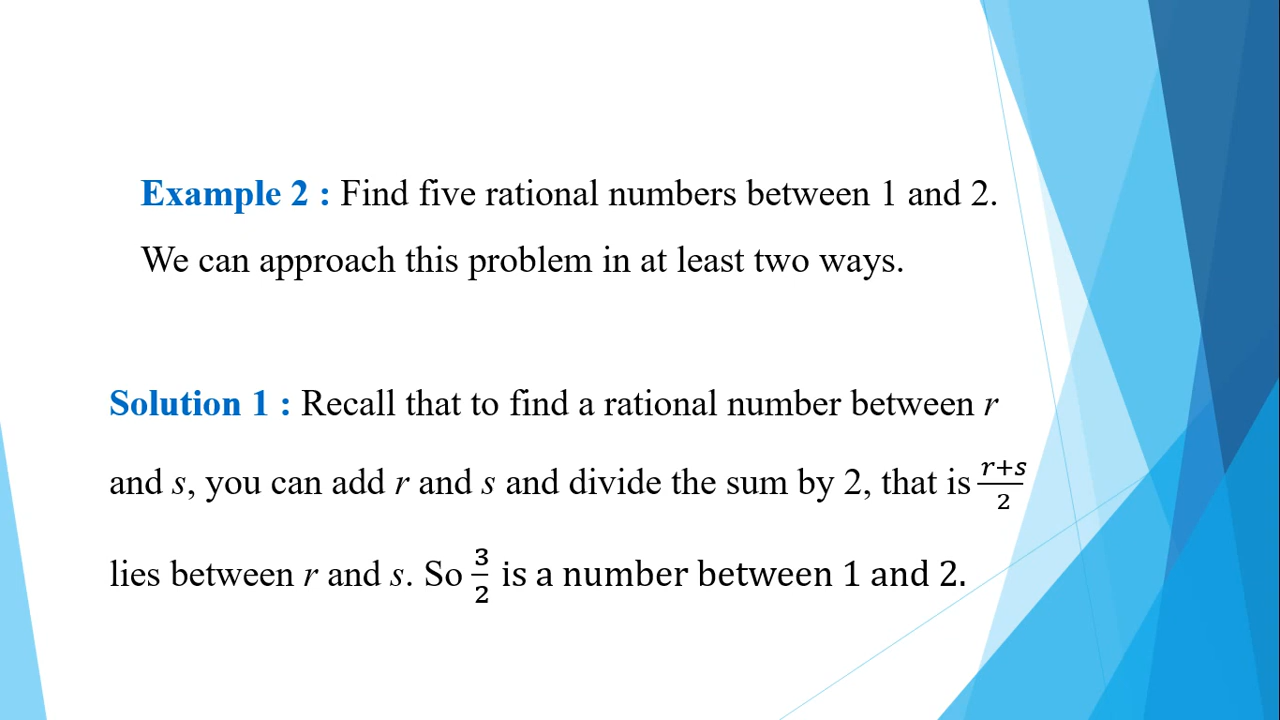 Example 2 : Find five rational numbers between 1 and 2.
We can approach this problem in at least two ways.
Solution 1 : Recall that to find a rational number between r
and s, you can add r and s and divide the sum by 2, that is (r+s)/2
lies between r and s. So 3/2 is a number between 1 and 2.